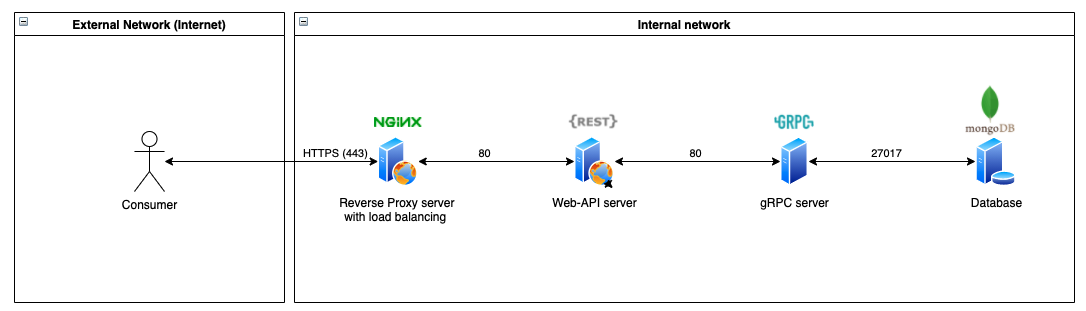 External Network (Internet)
Internal network
NGINX
{REST}
GRPC
mongoDB
HTTPS (443)
80
80
27017
Consumer
Reverse Proxy server
with load balancing
Web-API server
gRPC server
Database